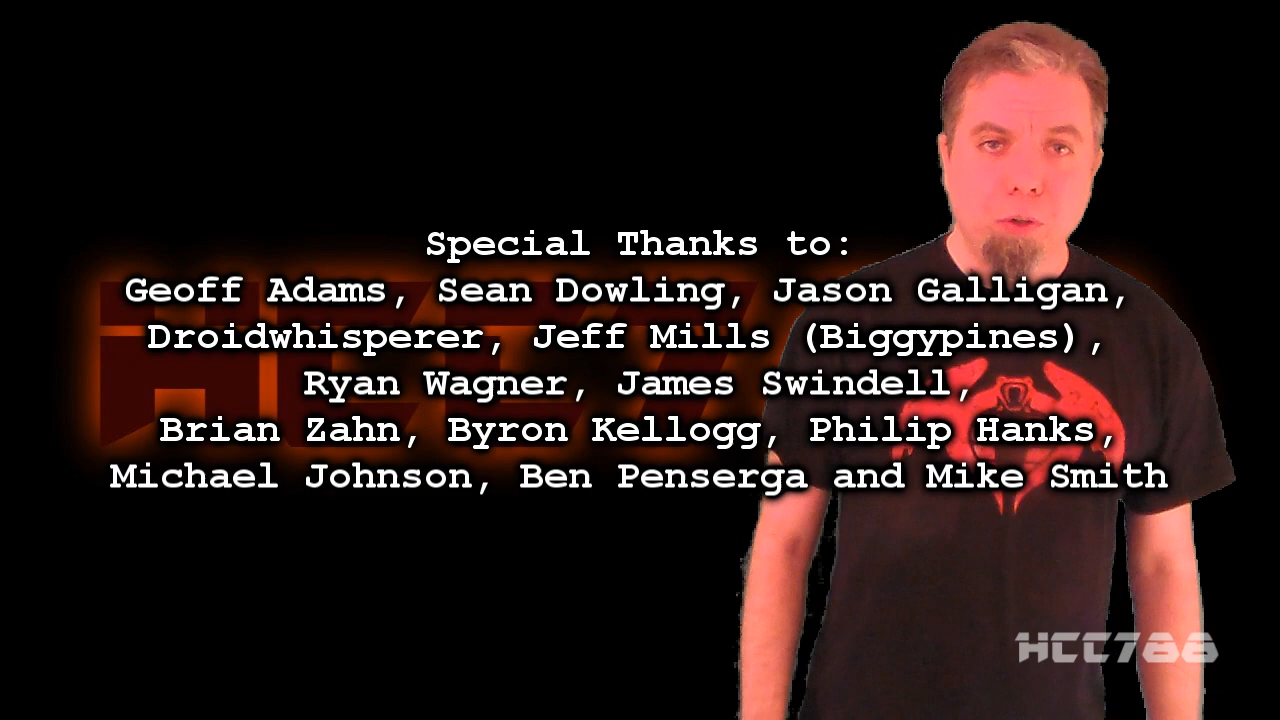 Special Thanks to:
Geoff Adams, Sean Dowling, Jason Galligan,
Droidwhisperer, Jeff Mills (Biggypines),
Ryan Wagner, James Swindell,
Brian Zahn, Byron Kellogg, Philip Hanks,
Michael Johnson, Ben Penserga and Mike Smith
HCC7
HCC788